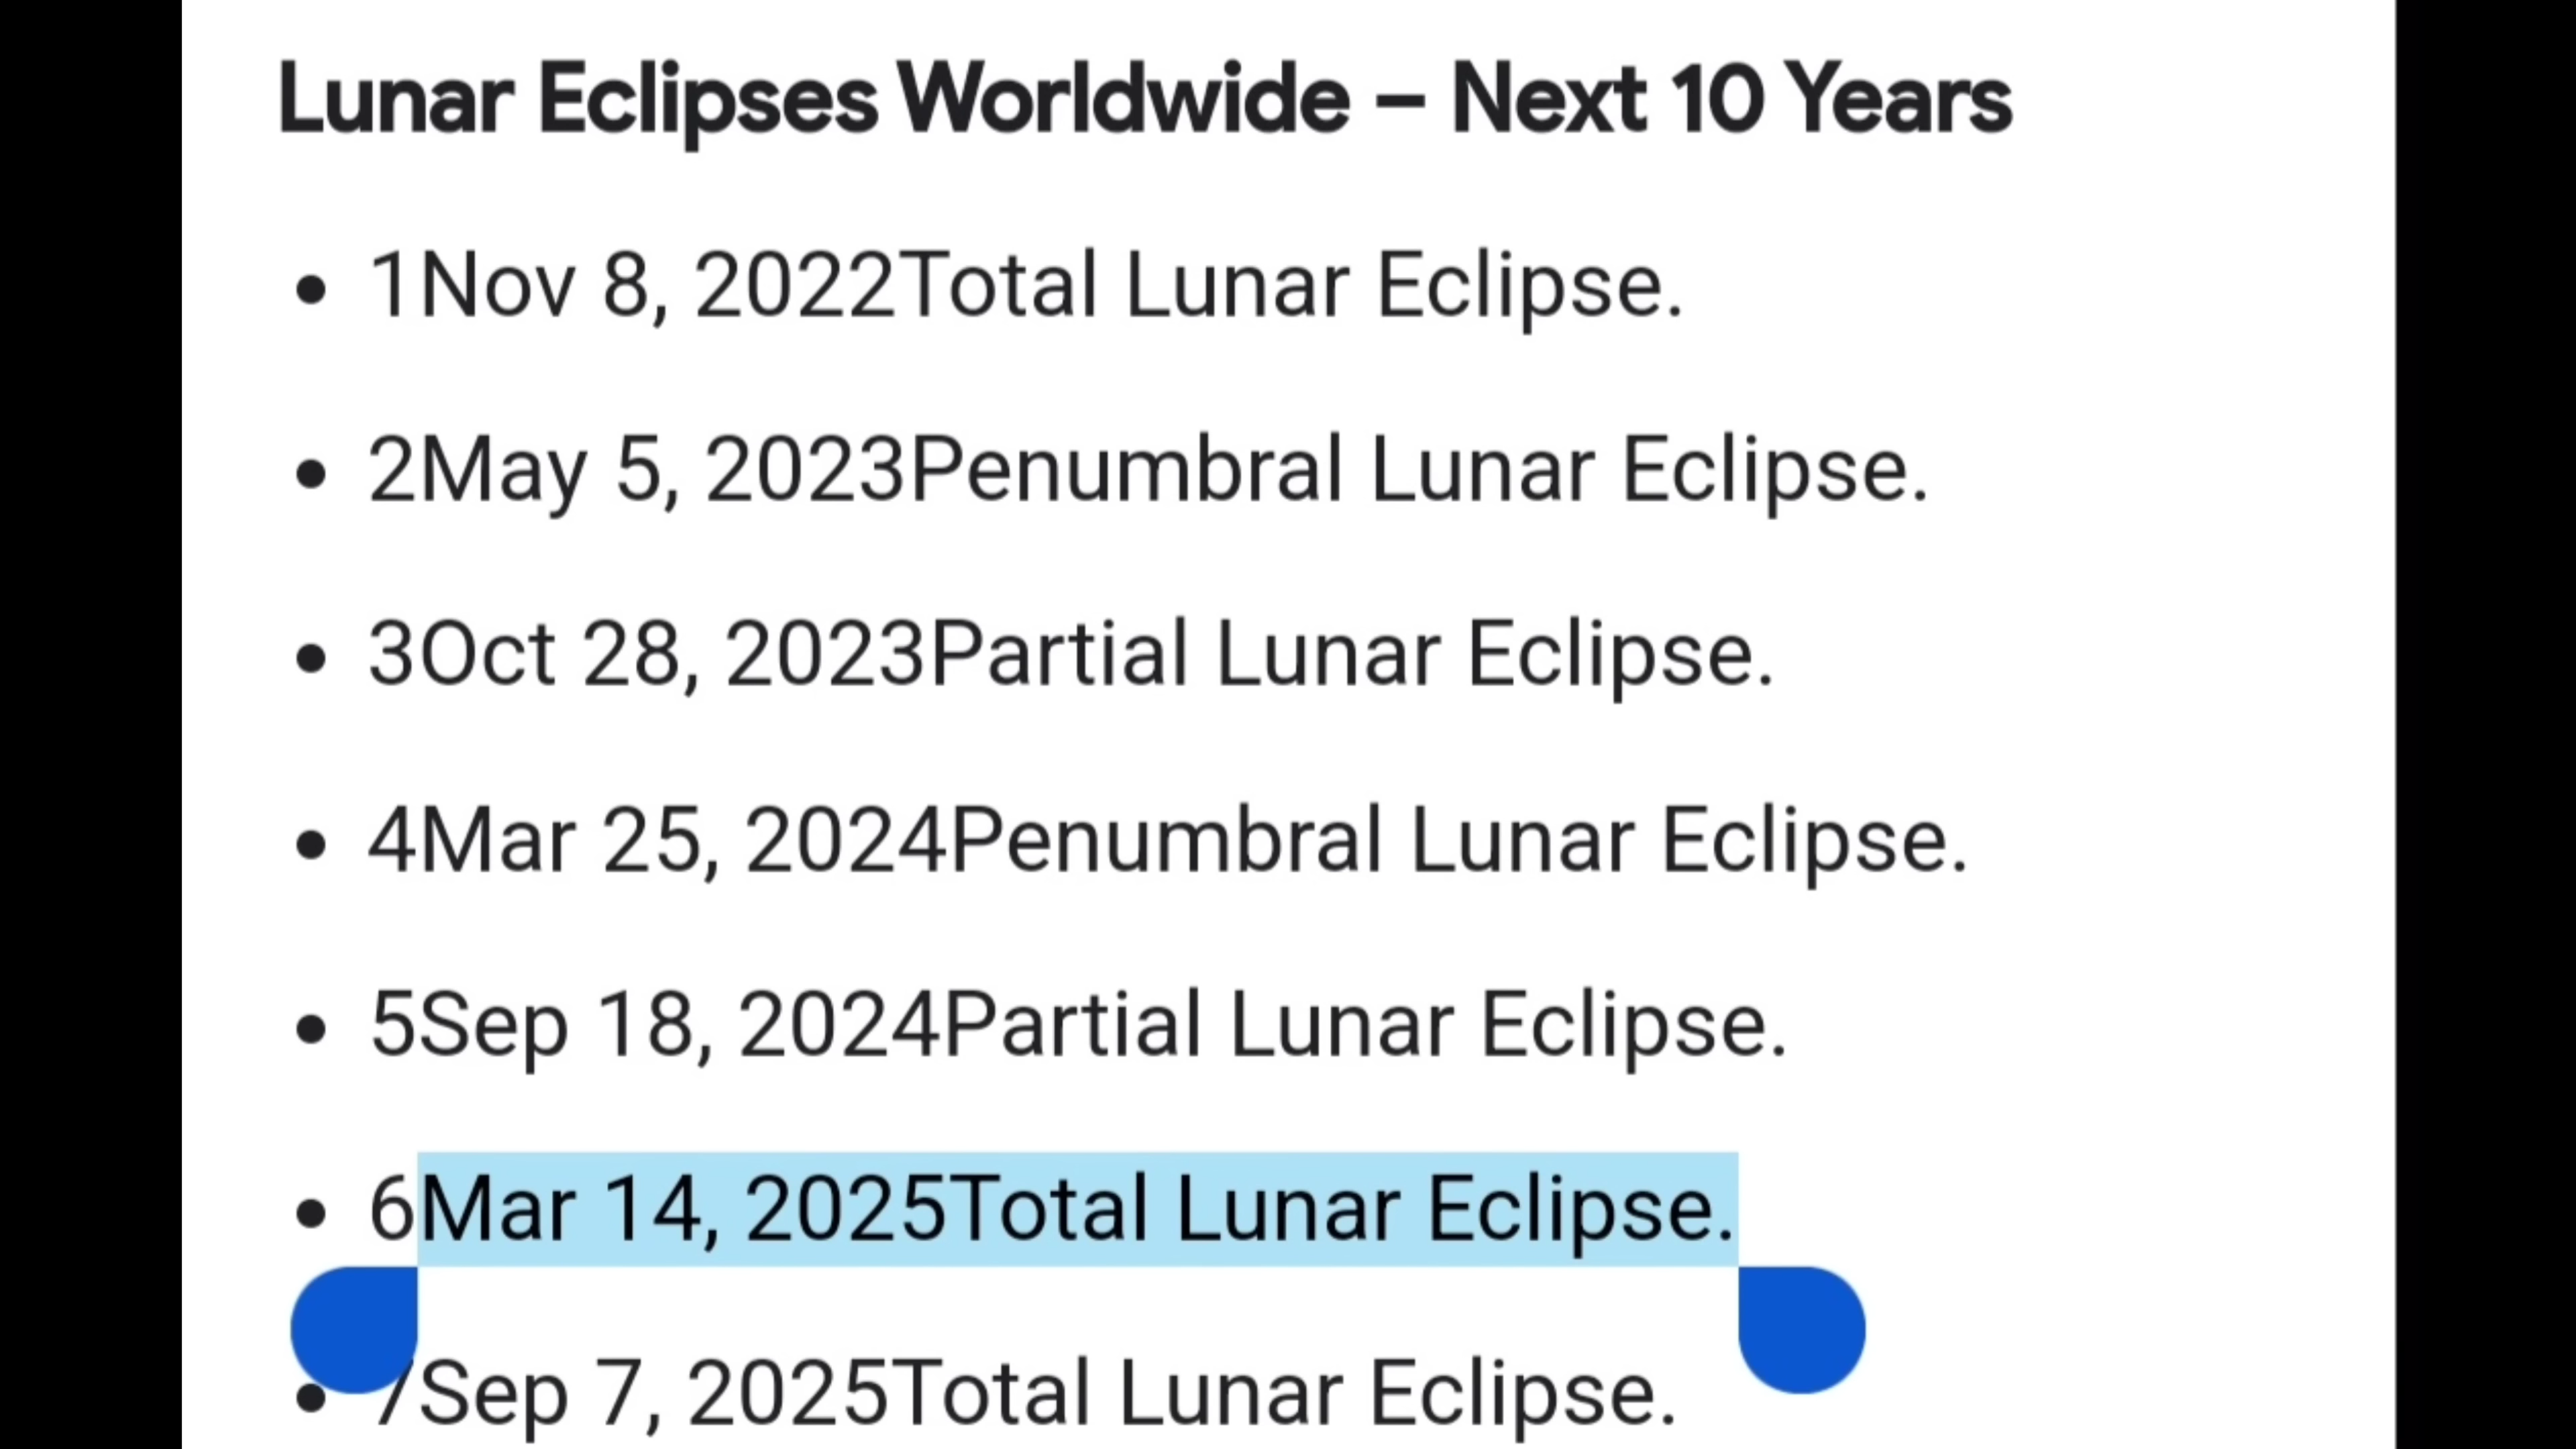 Lunar Eclipses Worldwide – Next 10 Years
• 1Nov 8, 2022Total Lunar Eclipse.
• 2May 5, 2023Penumbral Lunar Eclipse.
• 3Oct 28, 2023Partial Lunar Eclipse.
• 4Mar 25, 2024Penumbral Lunar Eclipse.
• 5Sep 18, 2024Partial Lunar Eclipse.
• 6Mar 14, 2025Total Lunar Eclipse.
• 7Sep 7, 2025Total Lunar Eclipse.